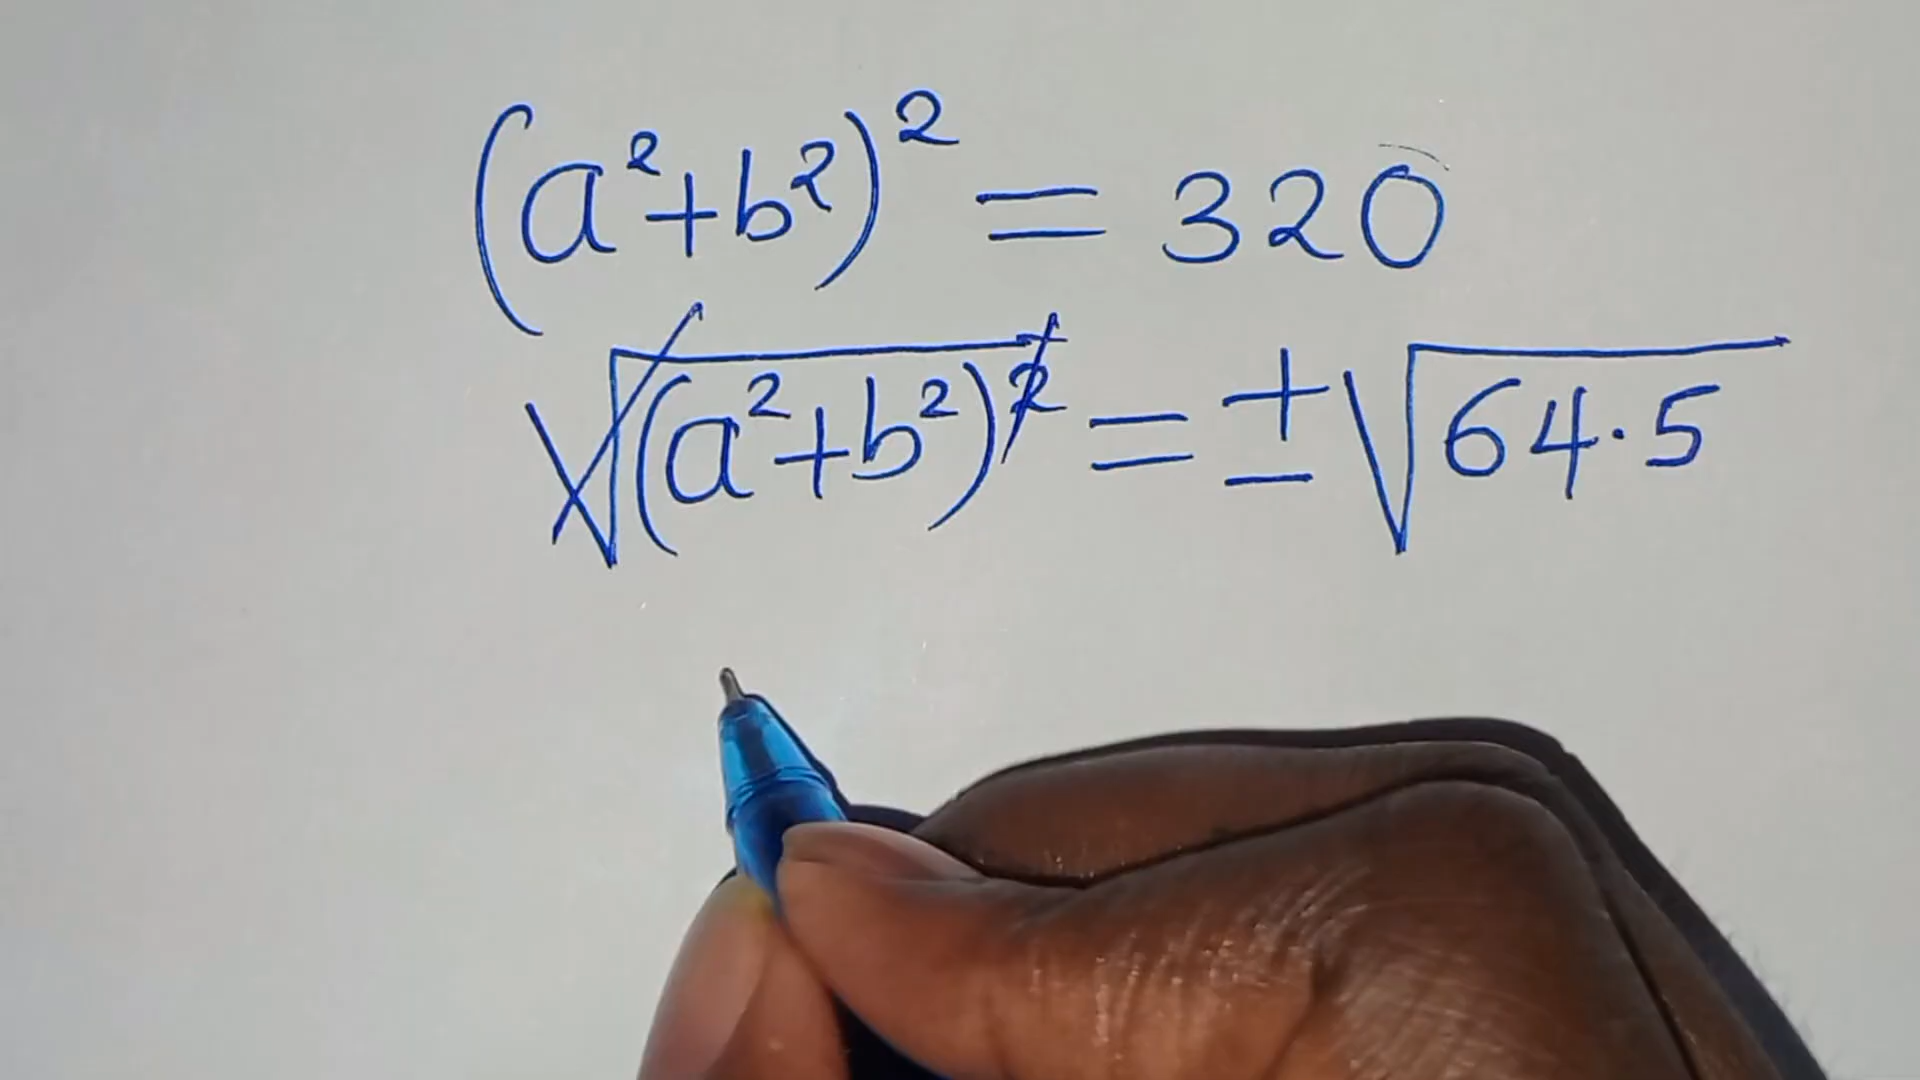 (a²+b²)² = 320
√(a²+b²)² = ±√64·5